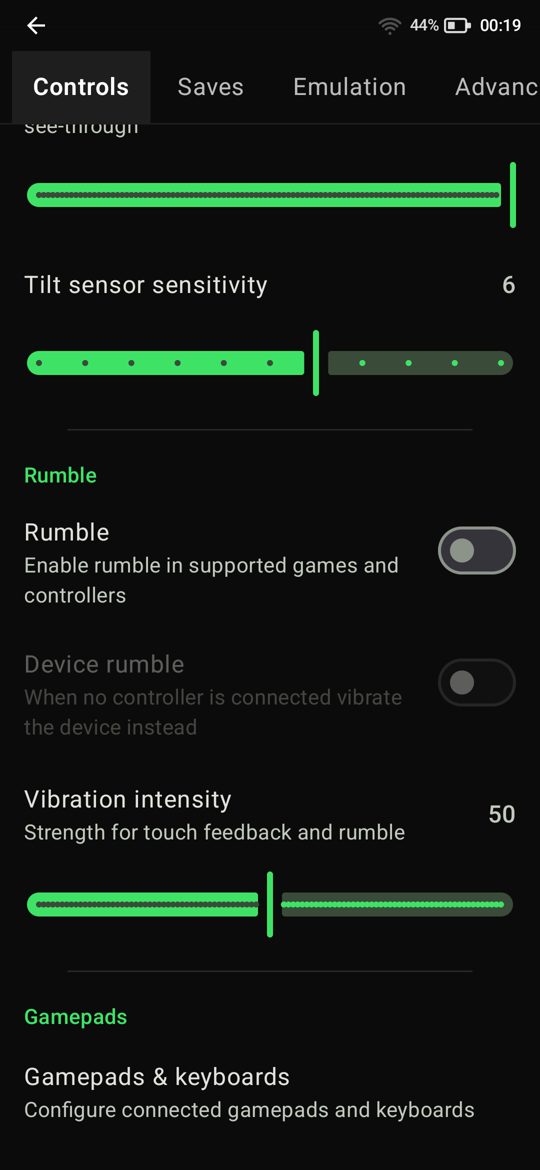 44% 00:19
Controls Saves Emulation Advanc
see-through
Tilt sensor sensitivity 6
Rumble
Rumble
Enable rumble in supported games and
controllers
Device rumble
When no controller is connected vibrate
the device instead
Vibration intensity
50
Strength for touch feedback and rumble
Gamepads
Gamepads & keyboards
Configure connected gamepads and keyboards